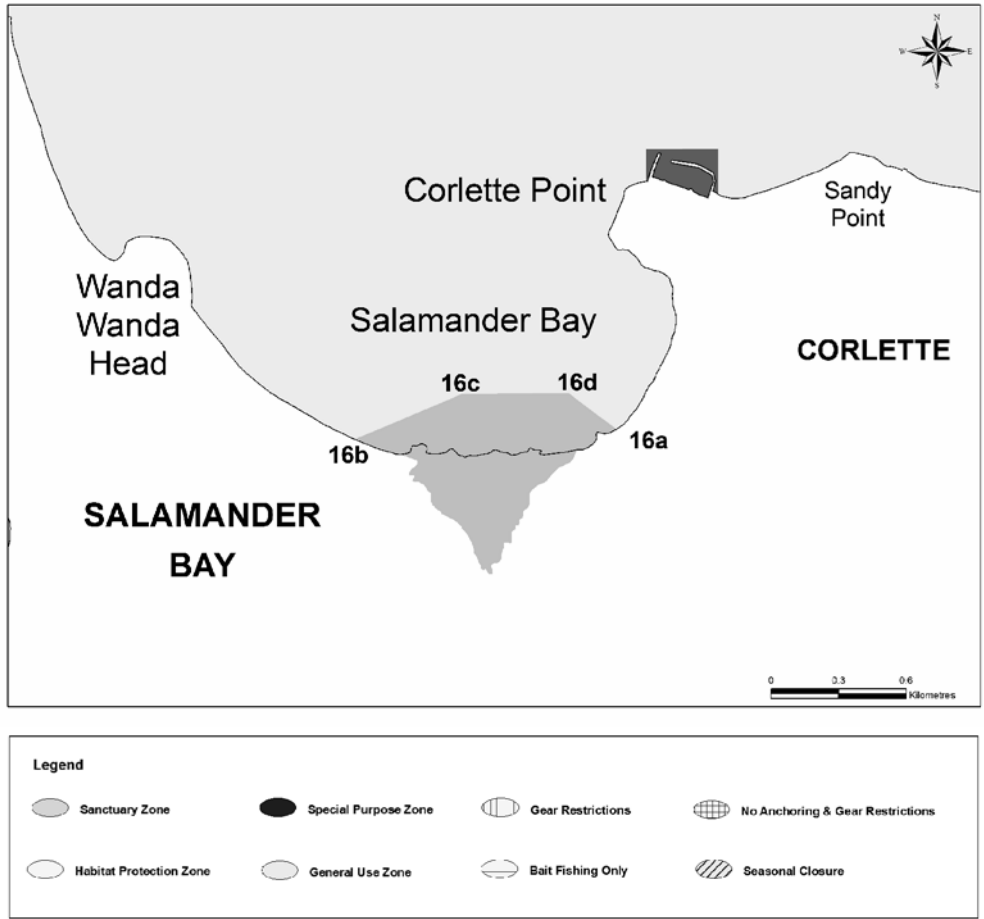 N
W E
S
Corlette Point
Sandy
Point
Wanda
Wanda
Head
Salamander Bay
CORLETTE
16c
16d
16a
16b
SALAMANDER
BAY
0 0.3 0.6
Kilometres
Legend
Sanctuary Zone
Special Purpose Zone
Gear Restrictions
No Anchoring & Gear Restrictions
Habitat Protection Zone
General Use Zone
Bait Fishing Only
Seasonal Closure